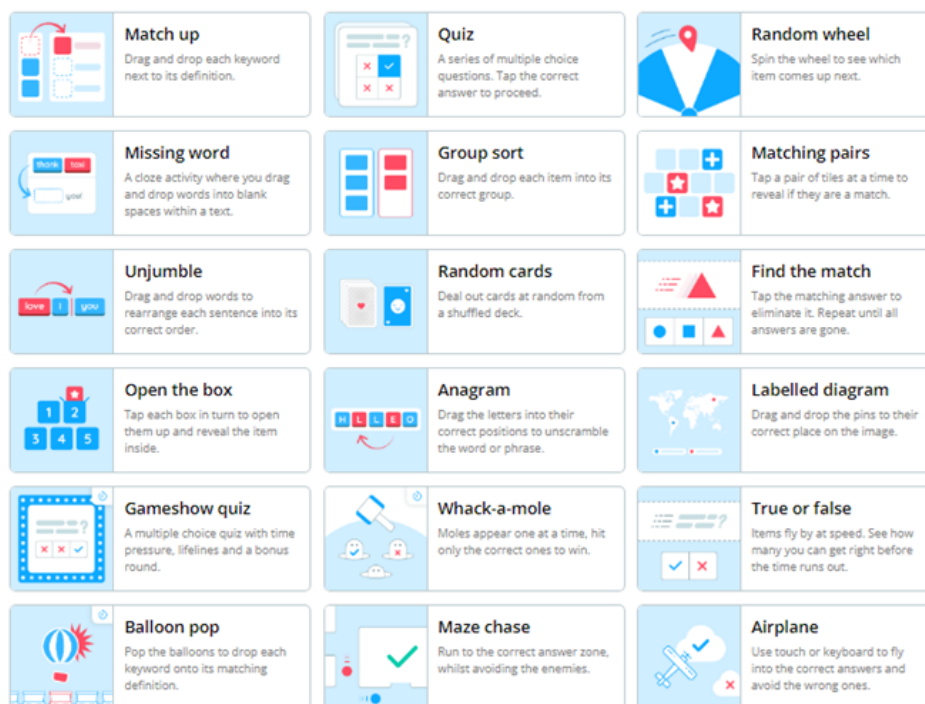 Match up
Drag and drop each keyword
next to its definition.
Quiz
A series of multiple choice
questions. Tap the correct
answer to proceed.
Random wheel
Spin the wheel to see which
item comes up next.
thank
taxi
you!
Missing word
A cloze activity where you drag
and drop words into blank
spaces within a text.
Group sort
Drag and drop each item into its
correct group.
Matching pairs
Tap a pair of tiles at a time to
reveal if they are a match.
love I you
Unjumble
Drag and drop words to
rearrange each sentence into its
correct order.
Random cards
Deal out cards at random from
a shuffled deck.
Find the match
Tap the matching answer to
eliminate it. Repeat until all
answers are gone.
1 2
3 4 5
Open the box
Tap each box in turn to open
them up and reveal the item
inside.
H L L E O
Anagram
Drag the letters into their
correct positions to unscramble
the word or phrase.
Labelled diagram
Drag and drop the pins to their
correct place on the image.
?
Gameshow quiz
A multiple choice quiz with time
pressure, lifelines and a bonus
round.
Whack-a-mole
Moles appear one at a time, hit
only the correct ones to win.
?
True or false
Items fly by at speed. See how
many you can get right before
the time runs out.
Balloon pop
Pop the balloons to drop each
keyword onto its matching
definition.
Maze chase
Run to the correct answer zone,
whilst avoiding the enemies.
Airplane
Use touch or keyboard to fly
into the correct answers and
avoid the wrong ones.